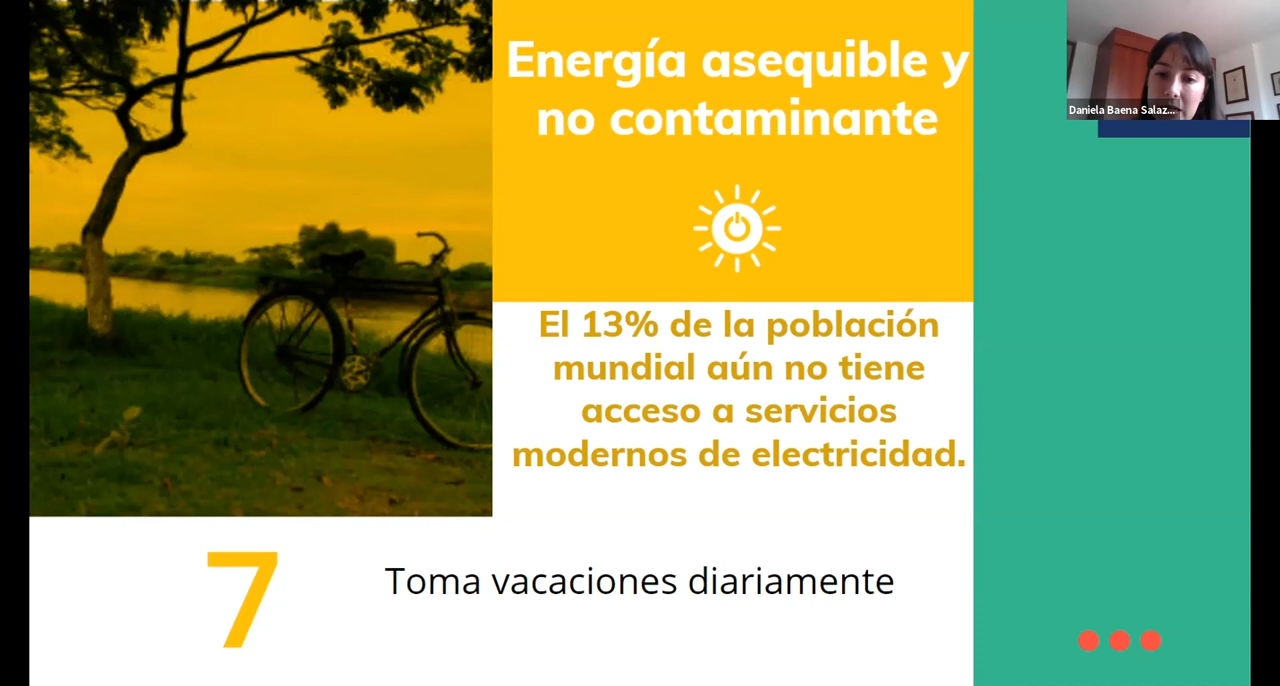 Energía asequible y
no contaminante
Daniela Baena Salaz...
El 13% de la población
mundial aún no tiene
acceso a servicios
modernos de electricidad.
7
Toma vacaciones diariamente